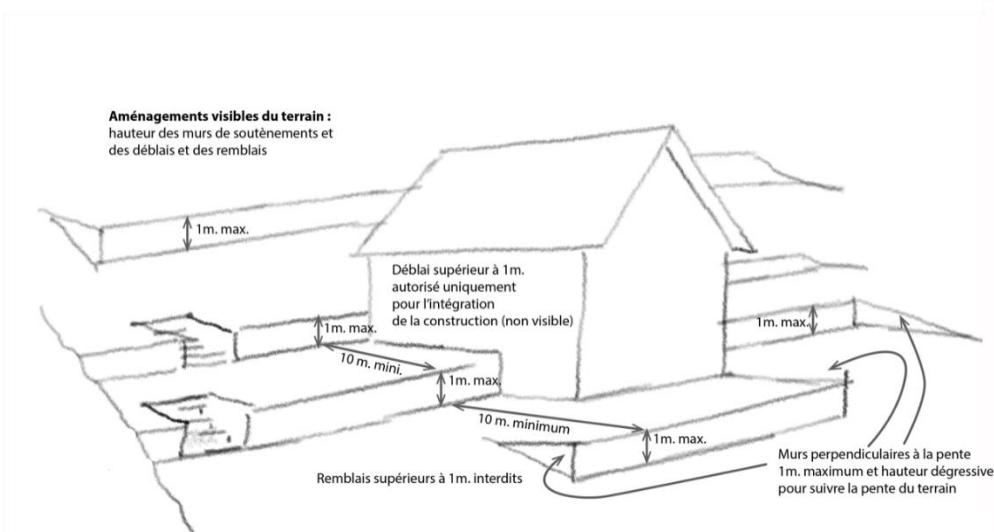 Aménagements visibles du terrain :
hauteur des murs de soutènements et
des déblais et des remblais
1m. max.
Déblai supérieur à 1m.
autorisé uniquement
pour l'intégration
de la construction (non visible)
1m. max.
1m. max.
10 m. mini.
1m. max.
10 m. minimum
1m. max.
Remblais supérieurs à 1m. interdits
Murs perpendiculaires à la pente
1m. maximum et hauteur dégressive
pour suivre la pente du terrain